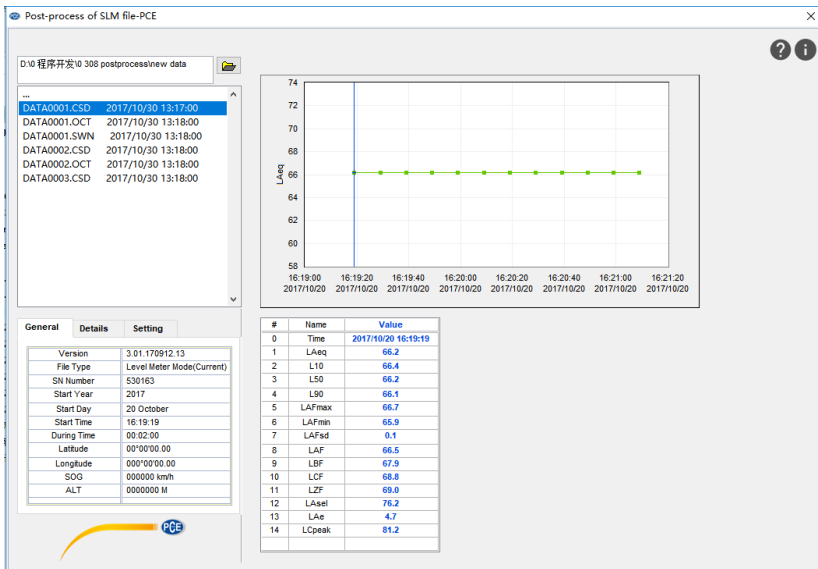 Post-process of SLM file-PCE
D:\0 程序开发\0 308 postprocess\new data
...
DATA0001.CSD 2017/10/30 13:17:00
DATA0001.OCT 2017/10/30 13:18:00
DATA0001.SWN 2017/10/30 13:18:00
DATA0002.CSD 2017/10/30 13:18:00
DATA0002.OCT 2017/10/30 13:18:00
DATA0003.CSD 2017/10/30 13:18:00
LAeq
74
72
70
68
66
64
62
60
58
16:19:00 16:19:20 16:19:40 16:20:00 16:20:20 16:20:40 16:21:00 16:21:20
2017/10/20 2017/10/20 2017/10/20 2017/10/20 2017/10/20 2017/10/20 2017/10/20 2017/10/20
General Details Setting
Version 3.01.170912.13
File Type Level Meter Mode(Current)
SN Number 530163
Start Year 2017
Start Day 20 October
Start Time 16:19:19
During Time 00:02:00
Latitude 00°00'00.00
Longitude 000°00'00.00
SOG 000000 km/h
ALT 0000000 M
PCE
# Name Value
0 Time 2017/10/20 16:19:19
1 LAeq 66.2
2 L10 66.4
3 L50 66.2
4 L90 66.1
5 LAFmax 66.7
6 LAFmin 65.9
7 LAFsd 0.1
8 LAF 66.5
9 LBF 67.9
10 LCF 68.8
11 LZF 69.0
12 LAsel 76.2
13 LAe 4.7
14 LCpeak 81.2